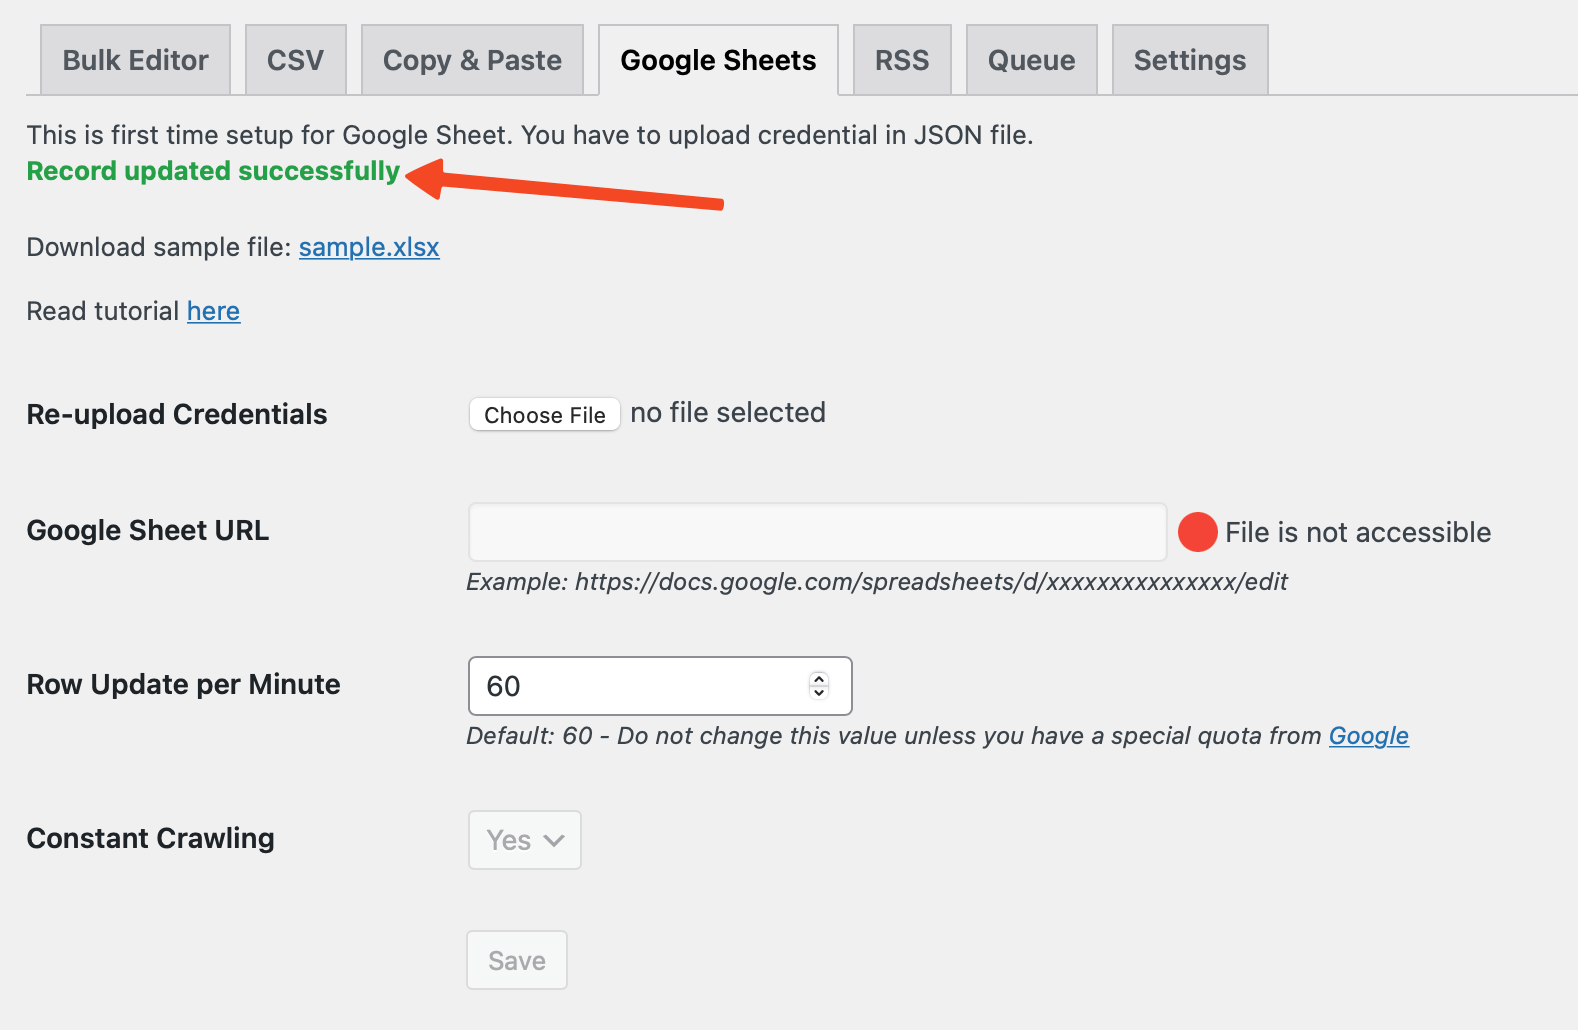 Bulk Editor CSV Copy & Paste Google Sheets RSS Queue Settings
This is first time setup for Google Sheet. You have to upload credential in JSON file.
Record updated successfully
Download sample file: sample.xlsx
Read tutorial here
Re-upload Credentials Choose File no file selected
Google Sheet URL File is not accessible
Example: https://docs.google.com/spreadsheets/d/xxxxxxxxxxxxxxx/edit
Row Update per Minute 60
Default: 60 - Do not change this value unless you have a special quota from Google
Constant Crawling Yes
Save